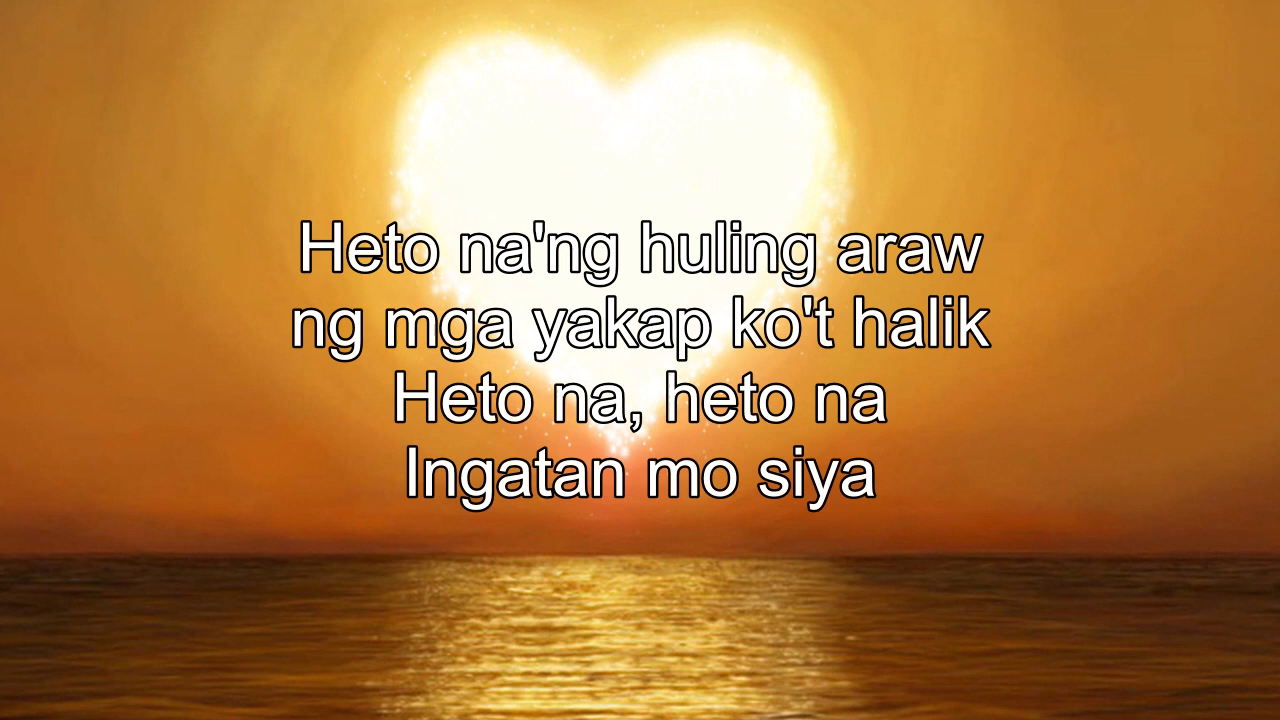 Heto na'ng huling araw
ng mga yakap ko't halik
Heto na, heto na
Ingatan mo siya